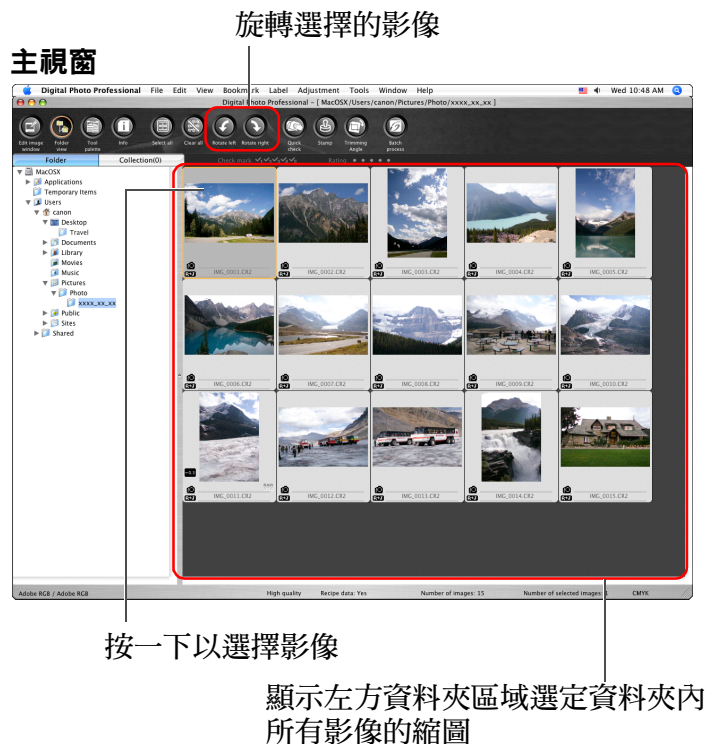 旋轉選擇的影像
主視窗
Digital Photo Professional File Edit View Bookmark Label Adjustment Tools Window Help Wed 10:48 AM
Digital Photo Professional – [ MacOSX/Users/canon/Pictures/Photo/xxxx_xx_xx ]
Edit image window Folder view Tool palette Info Select all Clear all Rotate left Rotate right Quick check Stamp Trimming Angle Batch process
Folder Collection(0) Check mark Rating
MacOSX
Applications
Temporary Items
Users
canon
Desktop
Travel
Documents
Library
Movies
Music
Pictures
Photo
xxxx_xx_xx
Public
Sites
Shared
IMG_0001.CR2 IMG_0002.CR2 IMG_0003.CR2 IMG_0004.CR2 IMG_0005.CR2
IMG_0006.CR2 IMG_0007.CR2 IMG_0008.CR2 IMG_0009.CR2 IMG_0010.CR2
IMG_0011.CR2 IMG_0012.CR2 IMG_0013.CR2 IMG_0014.CR2 IMG_0015.CR2
Adobe RGB / Adobe RGB High quality Recipe data: Yes Number of images: 15 Number of selected images: CMYK
按一下以選擇影像
顯示左方資料夾區域選定資料夾內
所有影像的縮圖